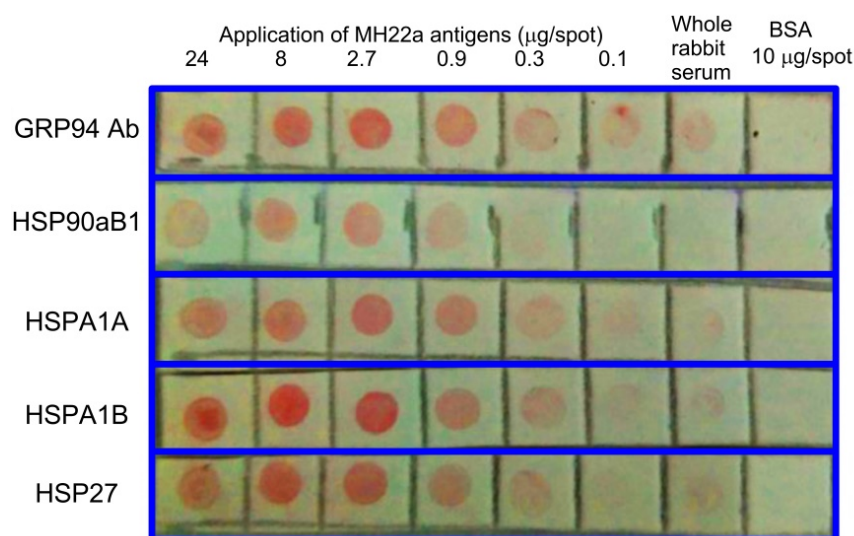 Application of MH22a antigens (μg/spot)
24 8 2.7 0.9 0.3 0.1
Whole
rabbit
serum
BSA
10 μg/spot
GRP94 Ab
HSP90aB1
HSPA1A
HSPA1B
HSP27